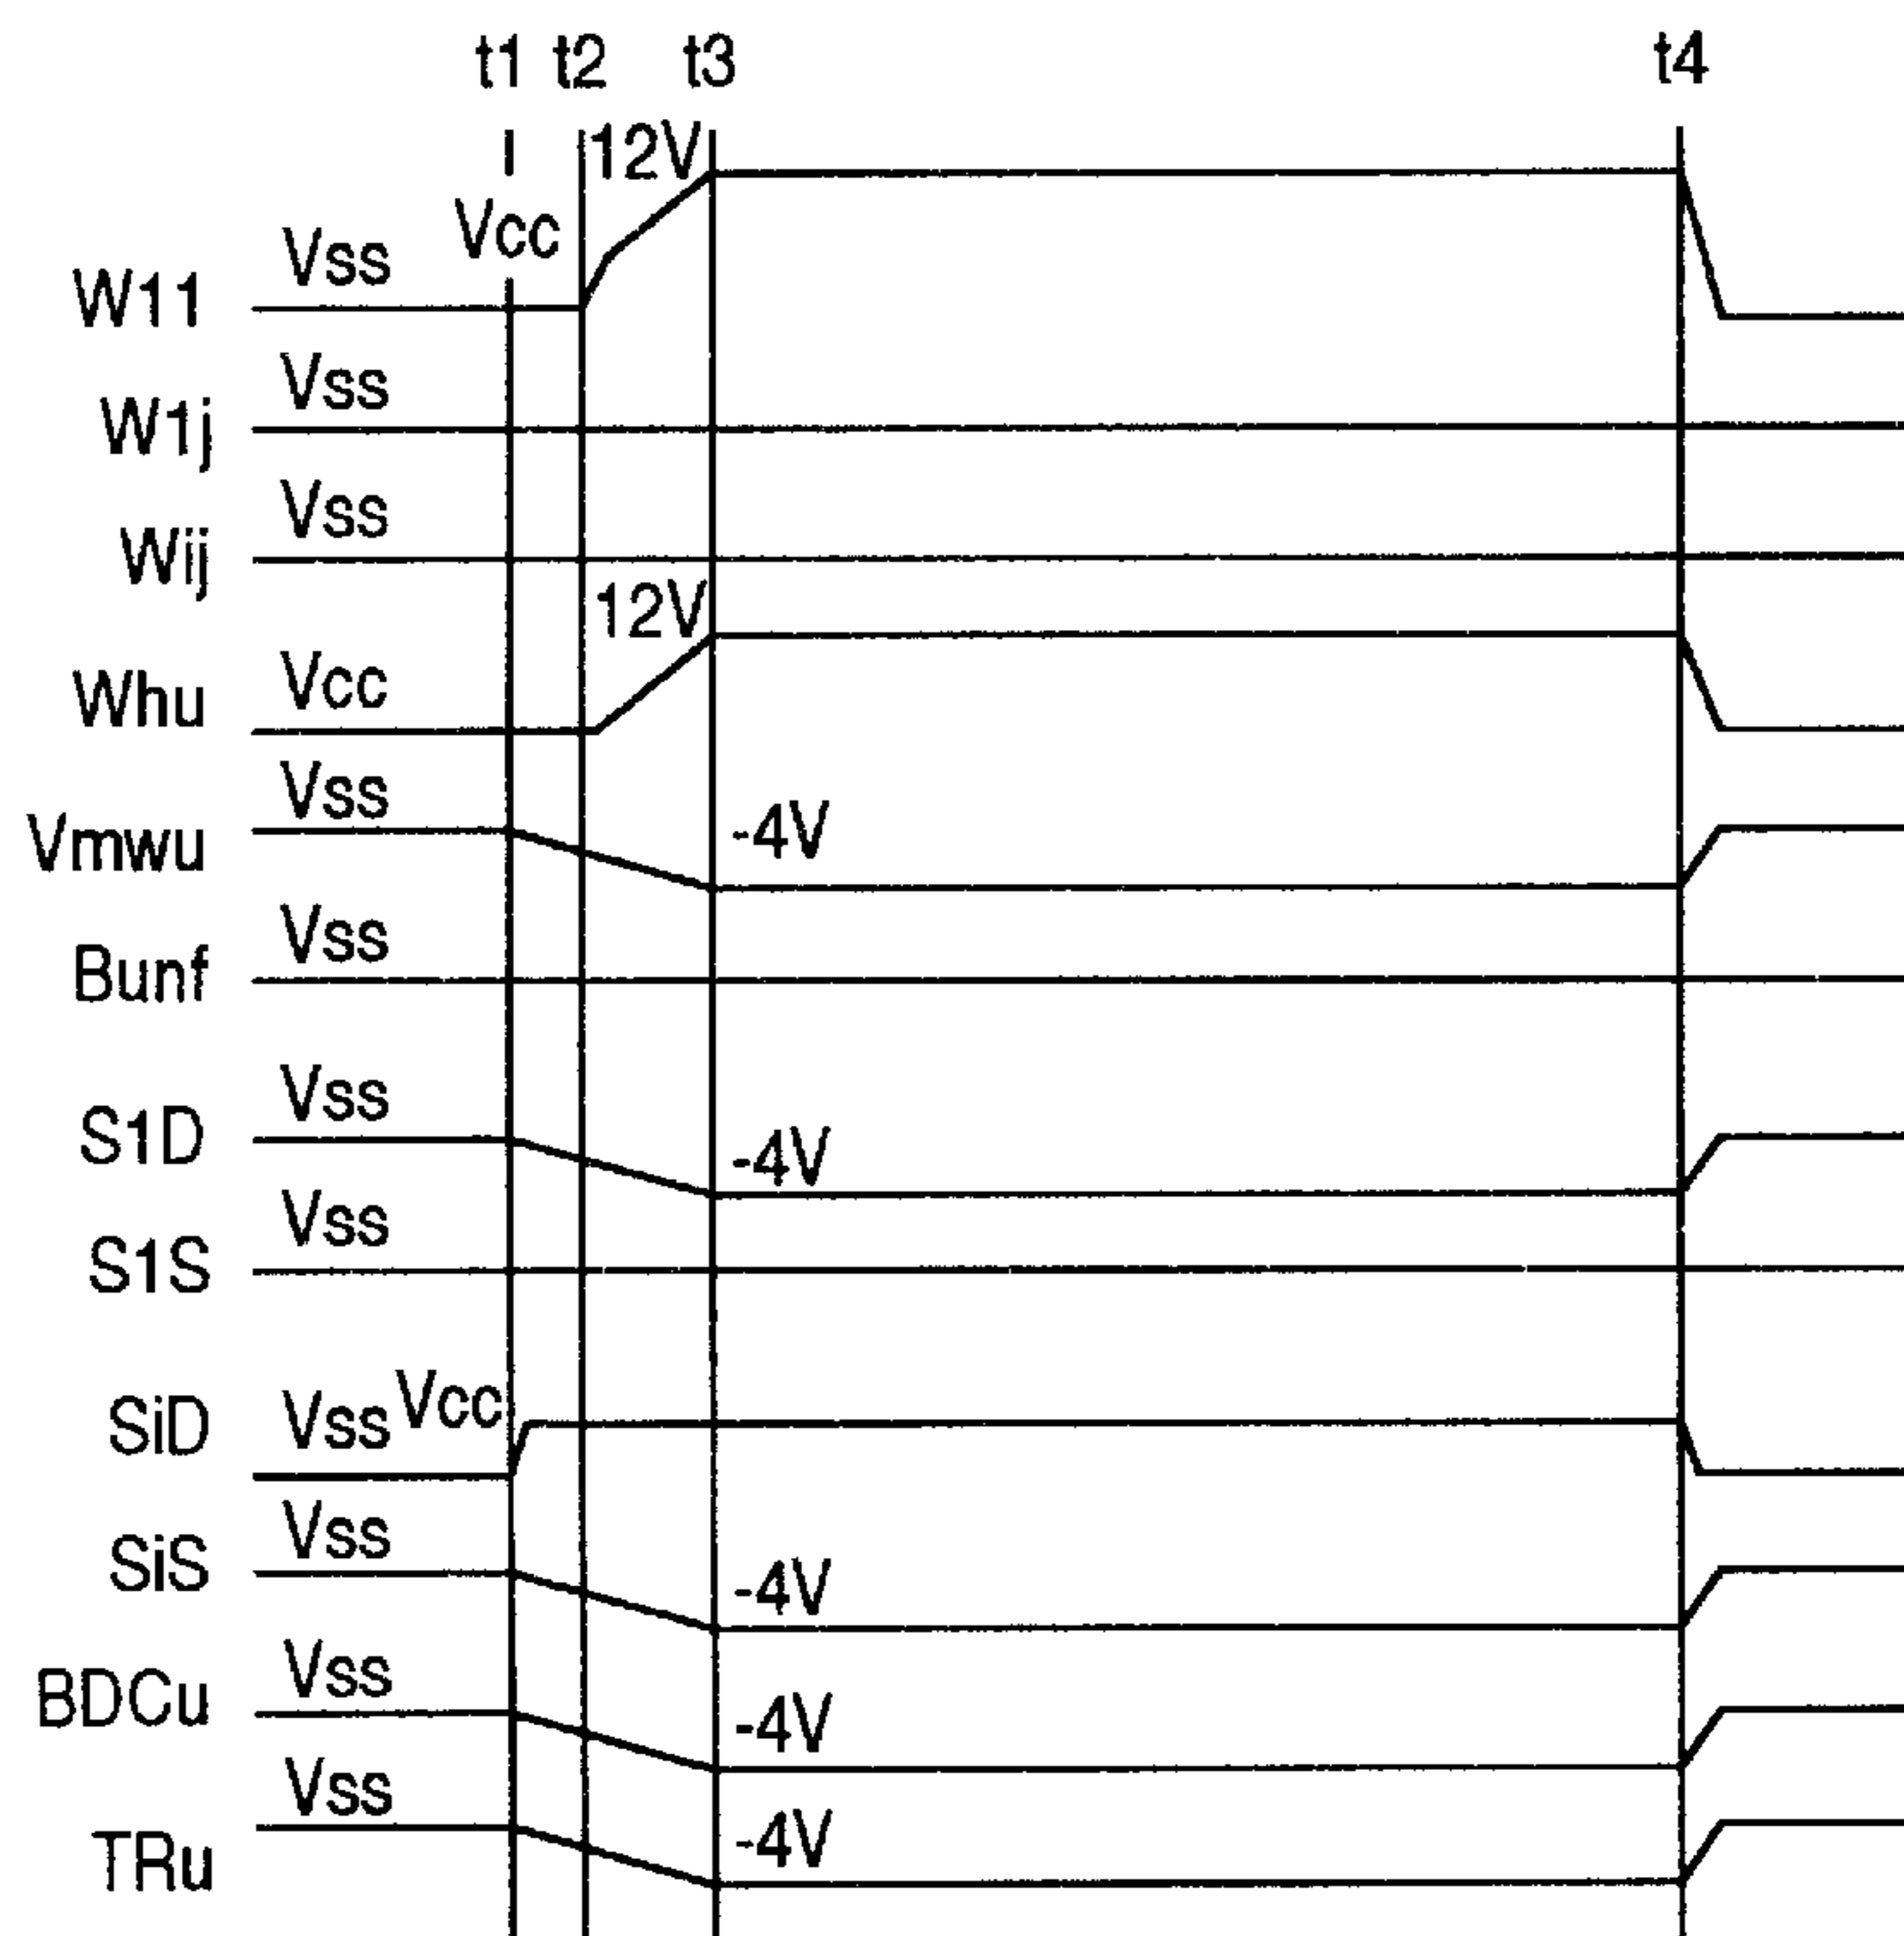 t1 t2 t3 t4
12V
Vss Vcc
W11
Vss
W1j
Vss
Wij
12V
Whu Vcc
Vss
Vmwu -4V
Vss
Bunf
Vss
S1D -4V
Vss
S1S
SiD Vss Vcc
Vss
SiS -4V
Vss
BDCu -4V
Vss
TRu -4V